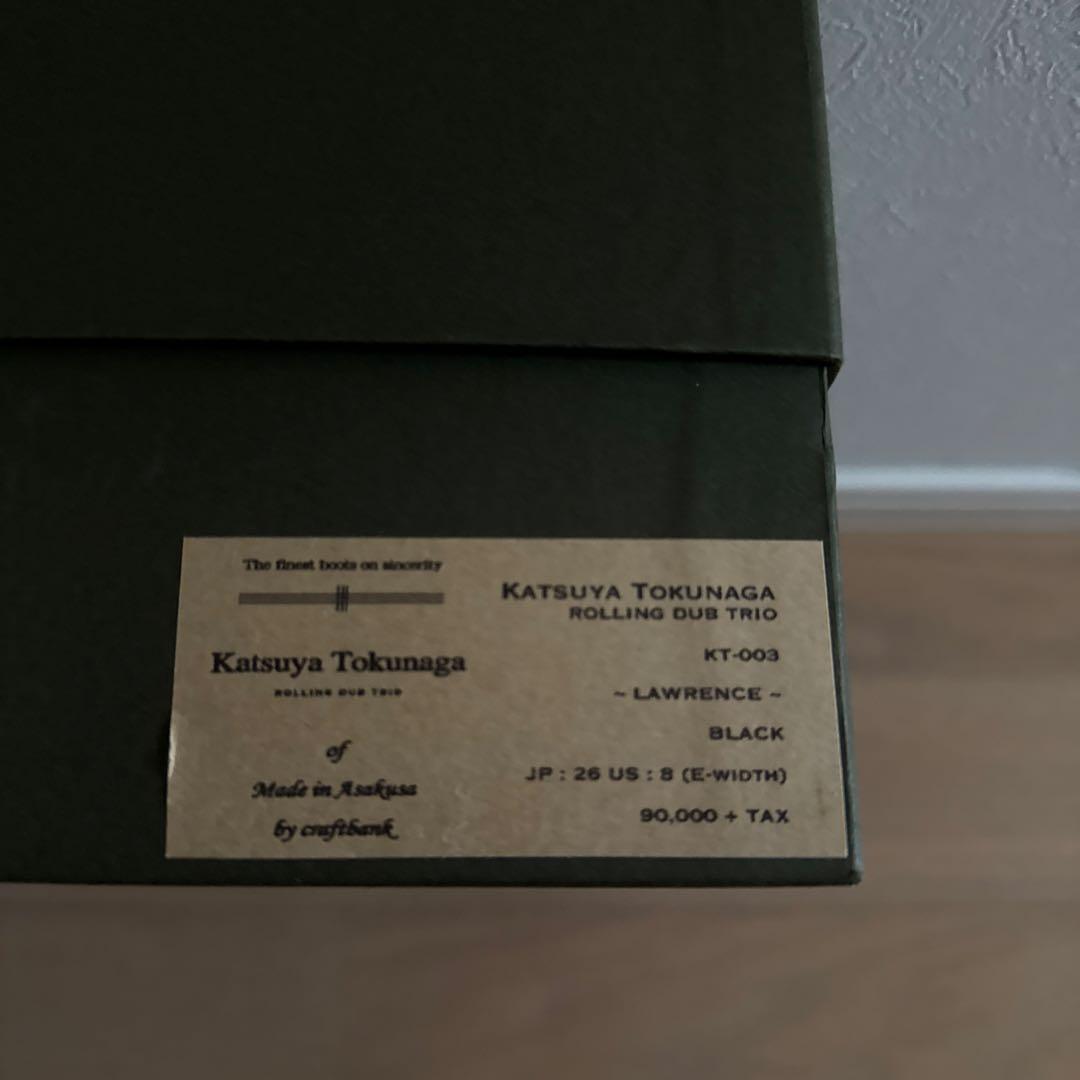 The finest boots on sincerity
Katsuya Tokunaga
ROLLING DUB TRIO
of
Made in Asakusa
by craftbank
KATSUYA TOKUNAGA
ROLLING DUB TRIO
KT-003
~ LAWRENCE ~
BLACK
JP : 26 US : 8 (E-WIDTH)
90,000 + TAX